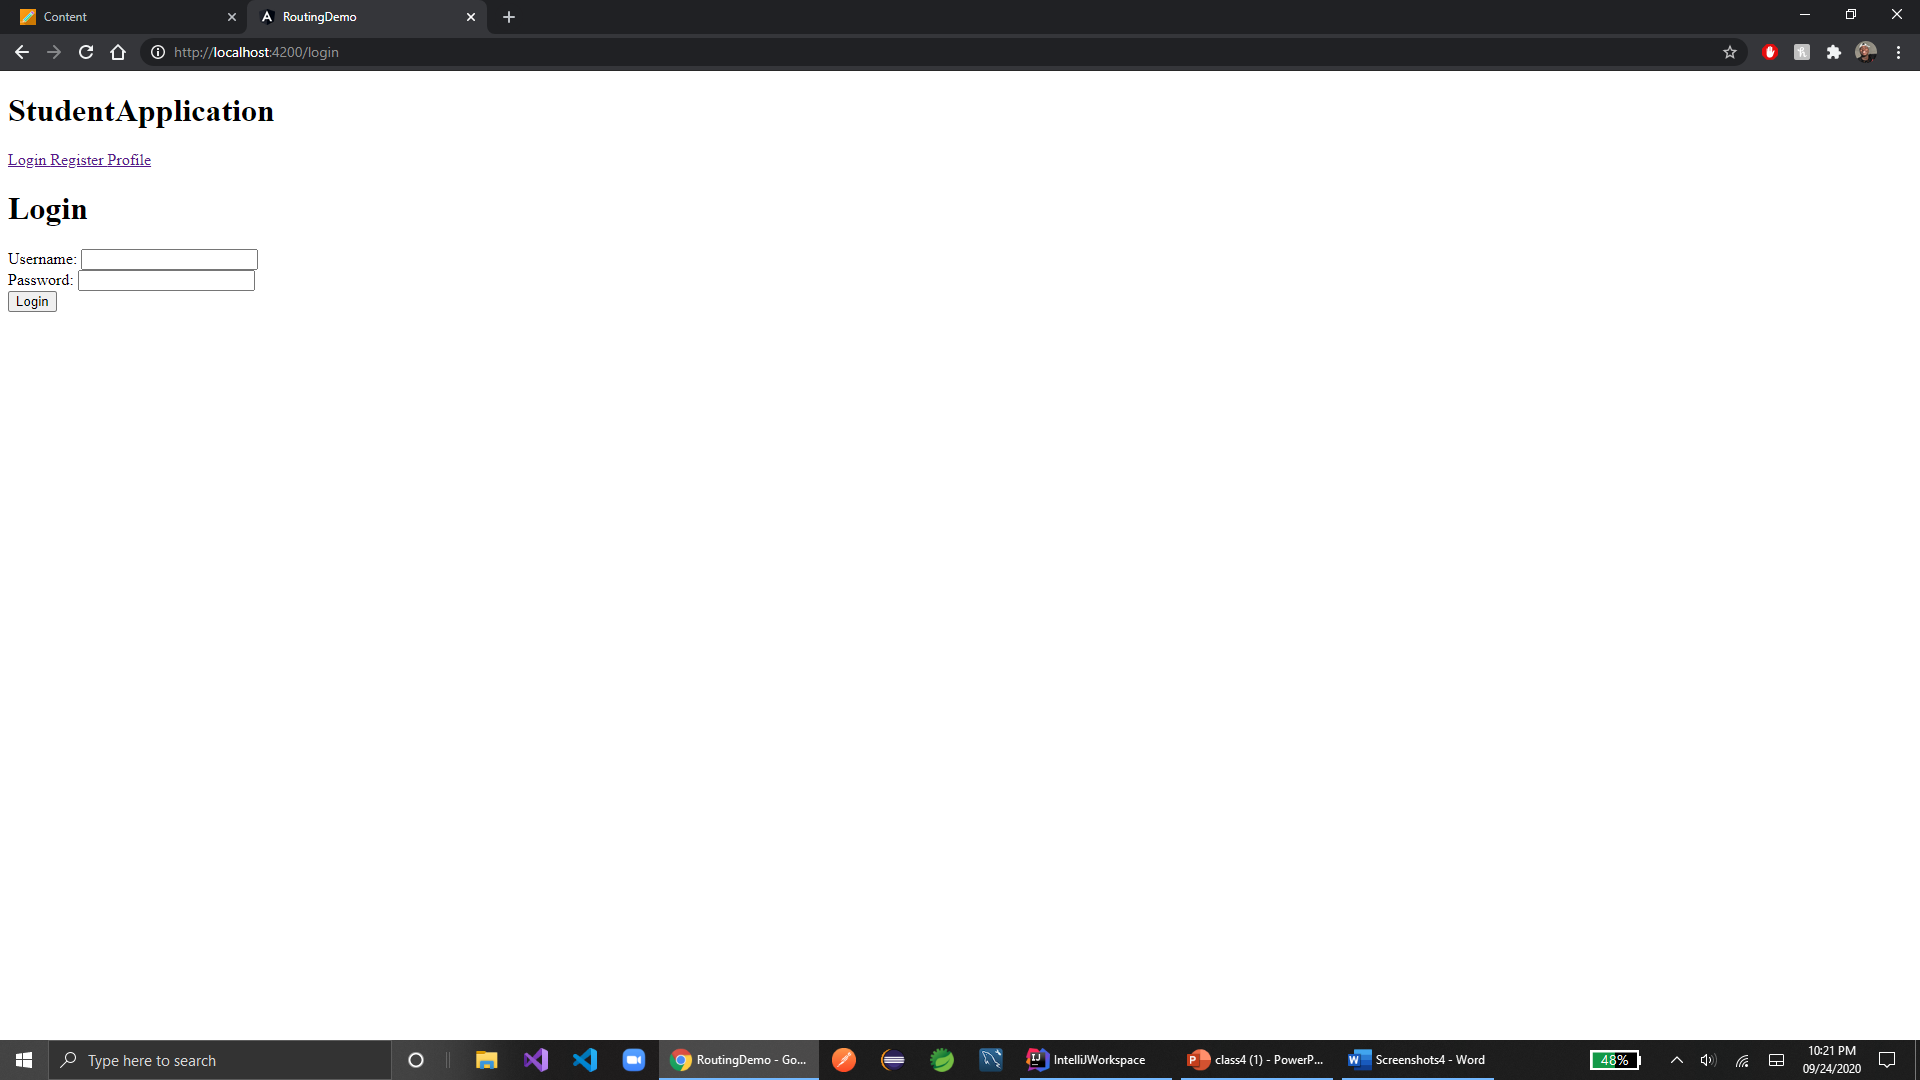 Content
RoutingDemo
http://localhost:4200/login
StudentApplication
Login Register Profile
Login
Username:
Password:
Login
Type here to search
RoutingDemo - Go...
IntelliJWorkspace
class4 (1) - PowerP...
Screenshots4 - Word
48%
10:21 PM
09/24/2020